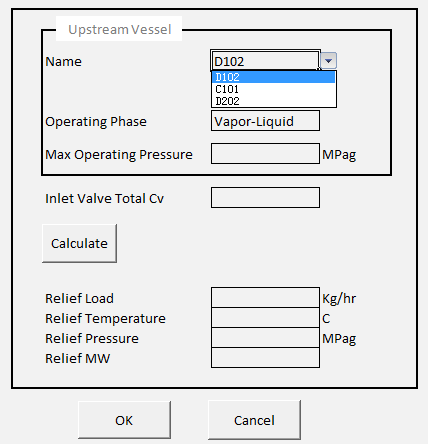 Upstream Vessel
Name D102
D102
C101
D202
Operating Phase Vapor-Liquid
Max Operating Pressure MPag
Inlet Valve Total Cv
Calculate
Relief Load Kg/hr
Relief Temperature C
Relief Pressure MPag
Relief MW
OK Cancel